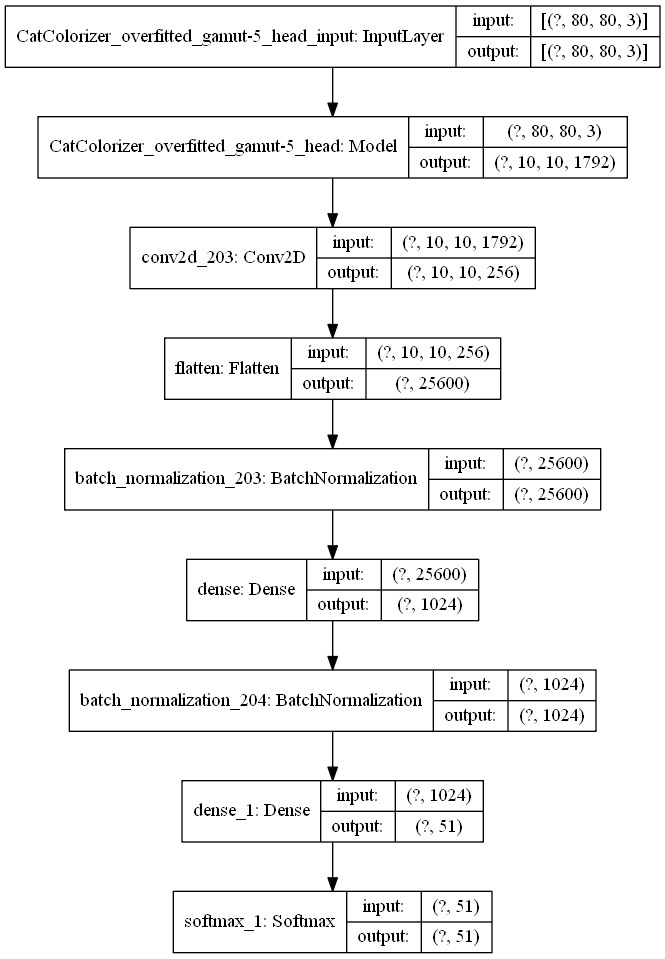 CatColorizer_overfitted_gamut-5_head_input: InputLayer
input: [(?, 80, 80, 3)]
output: [(?, 80, 80, 3)]
CatColorizer_overfitted_gamut-5_head: Model
input: (?, 80, 80, 3)
output: (?, 10, 10, 1792)
conv2d_203: Conv2D
input: (?, 10, 10, 1792)
output: (?, 10, 10, 256)
flatten: Flatten
input: (?, 10, 10, 256)
output: (?, 25600)
batch_normalization_203: BatchNormalization
input: (?, 25600)
output: (?, 25600)
dense: Dense
input: (?, 25600)
output: (?, 1024)
batch_normalization_204: BatchNormalization
input: (?, 1024)
output: (?, 1024)
dense_1: Dense
input: (?, 1024)
output: (?, 51)
softmax_1: Softmax
input: (?, 51)
output: (?, 51)